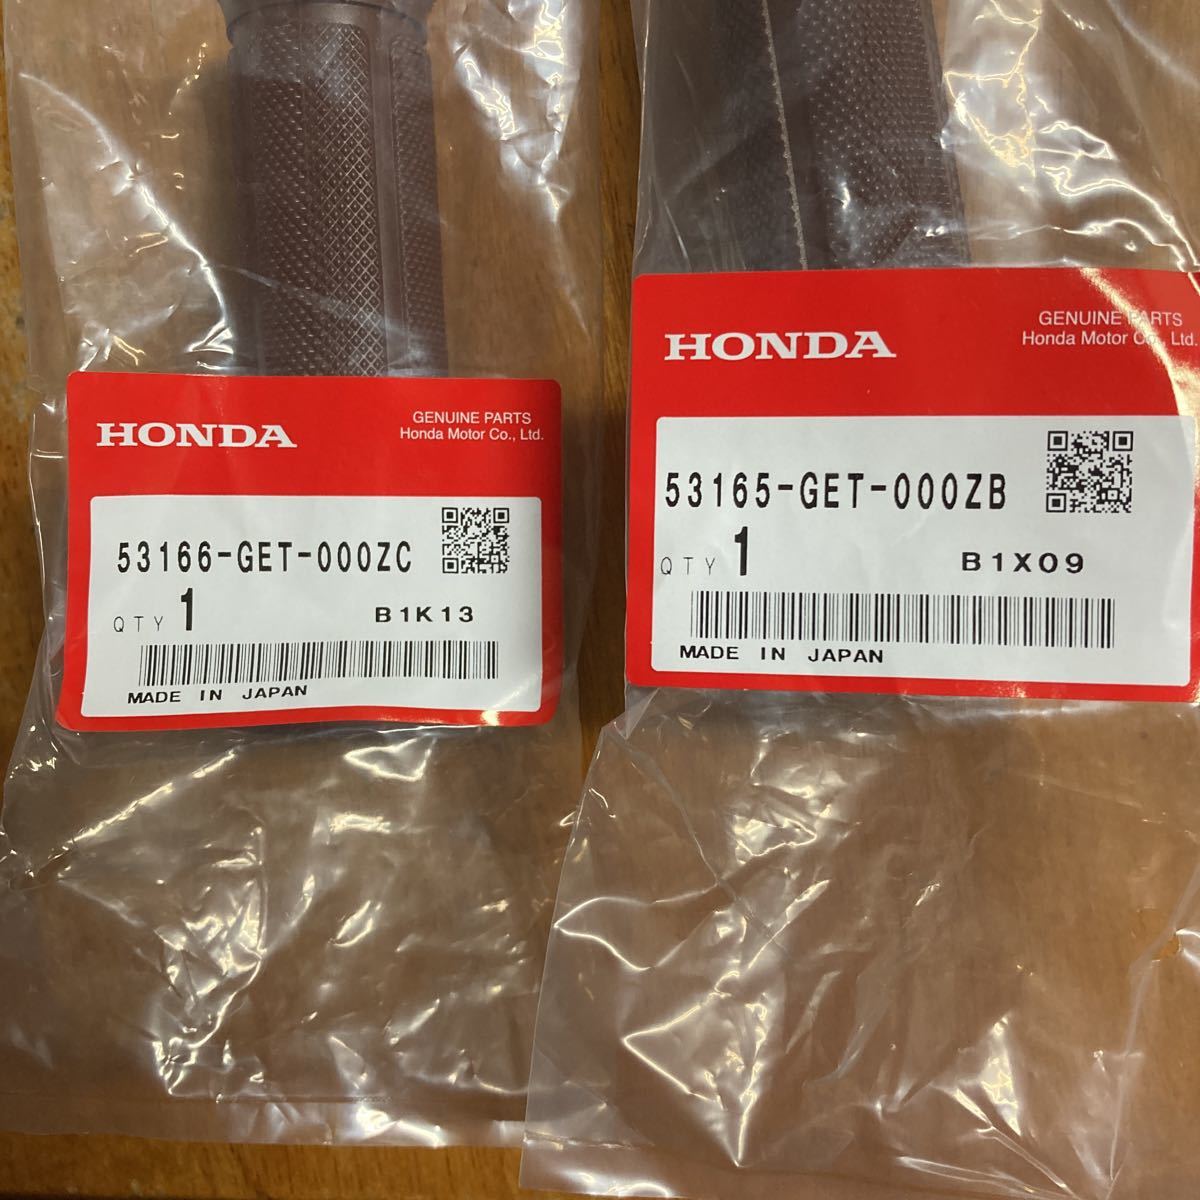 HONDA
GENUINE PARTS
Honda Motor Co., Ltd.
53166-GET-000ZC
QTY 1
B1K13
MADE IN JAPAN
HONDA
GENUINE PARTS
Honda Motor Co., Ltd.
53165-GET-000ZB
QTY 1
B1X09
MADE IN JAPAN